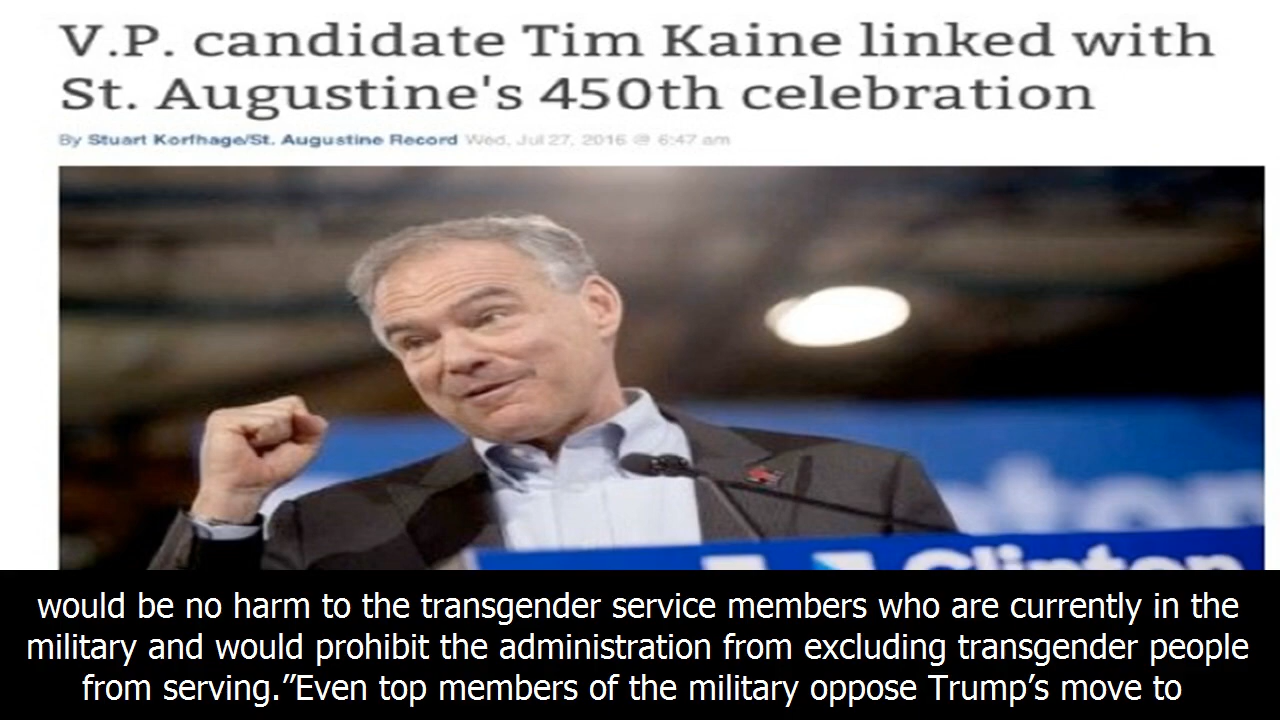 V.P. candidate Tim Kaine linked with
St. Augustine's 450th celebration
By Stuart Korfhage/St. Augustine Record Wed, Jul 27, 2016 @ 6:47 am
Clinton
would be no harm to the transgender service members who are currently in the
military and would prohibit the administration from excluding transgender people
from serving.”Even top members of the military oppose Trump’s move to